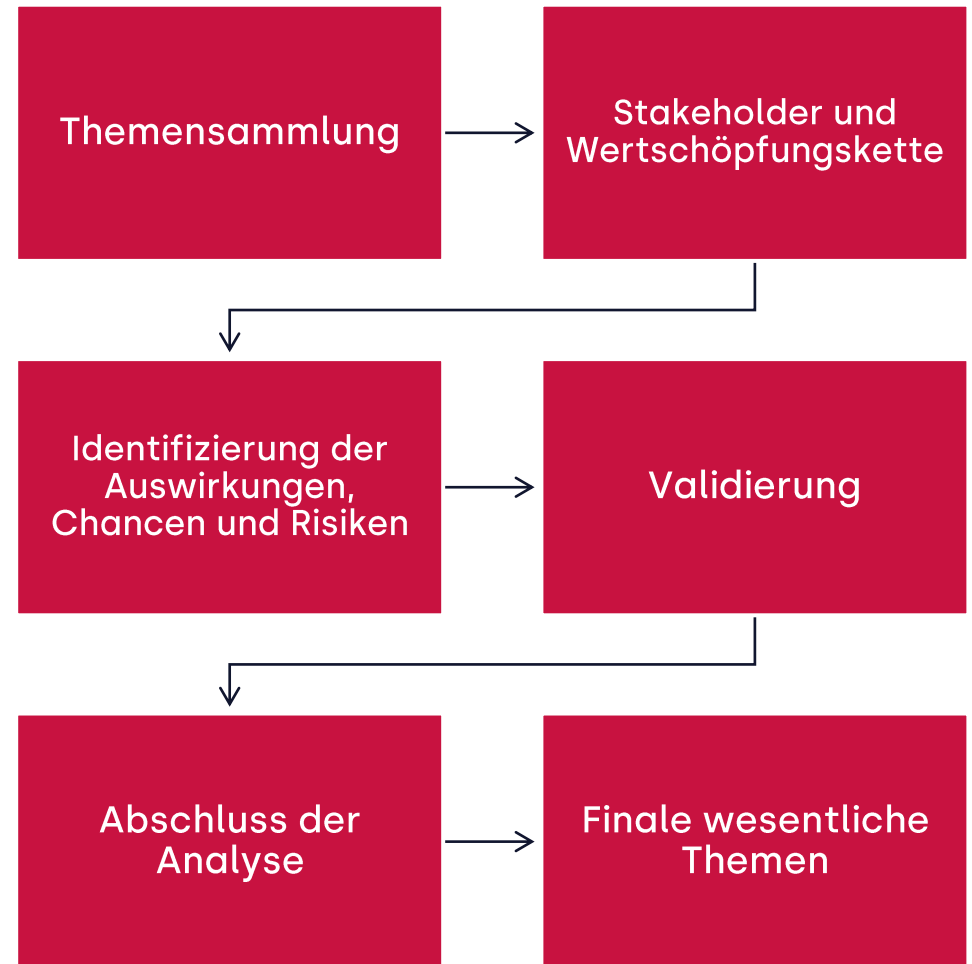 Themensammlung
Stakeholder und
Wertschöpfungskette
Identifizierung der
Auswirkungen,
Chancen und Risiken
Validierung
Abschluss der
Analyse
Finale wesentliche
Themen